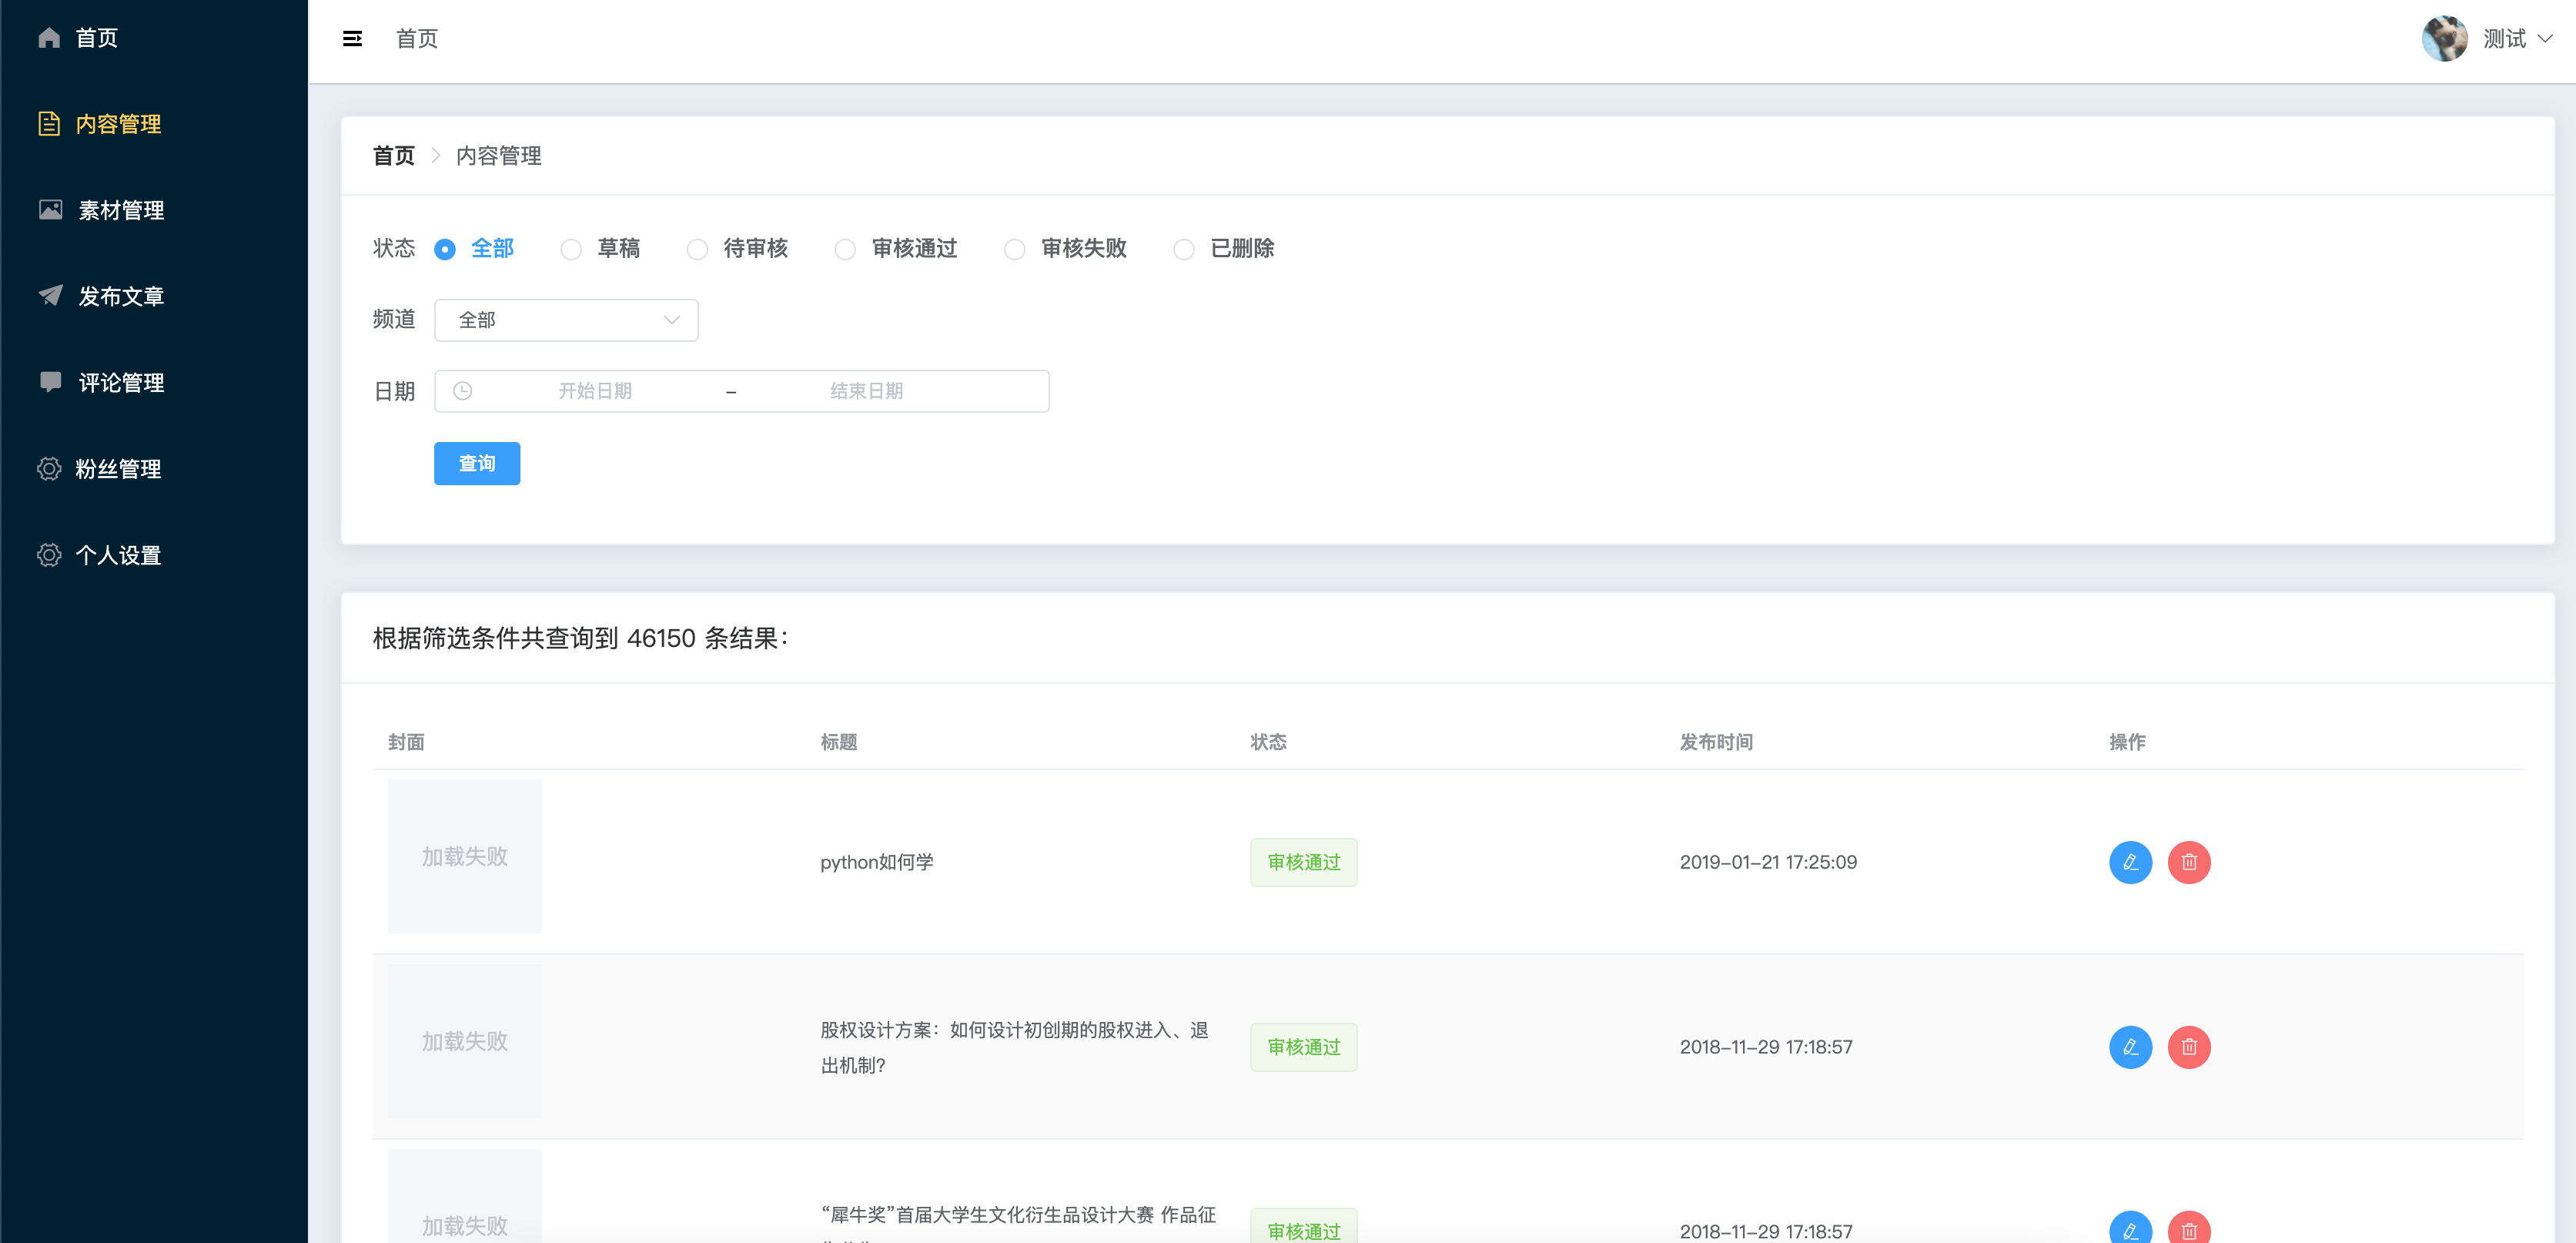 首页
内容管理
素材管理
发布文章
评论管理
粉丝管理
个人设置
首页
测试
首页 > 内容管理
状态 全部 草稿 待审核 审核通过 审核失败 已删除
频道 全部
日期 开始日期 - 结束日期
查询
根据筛选条件共查询到 46150 条结果：
封面 标题 状态 发布时间 操作
加载失败 python如何学 审核通过 2019-01-21 17:25:09
加载失败 股权设计方案：如何设计初创期的股权进入、退
出机制? 审核通过 2018-11-29 17:18:57
加载失败 “犀牛奖”首届大学生文化衍生品设计大赛 作品征 审核通过 2018-11-29 17:18:57